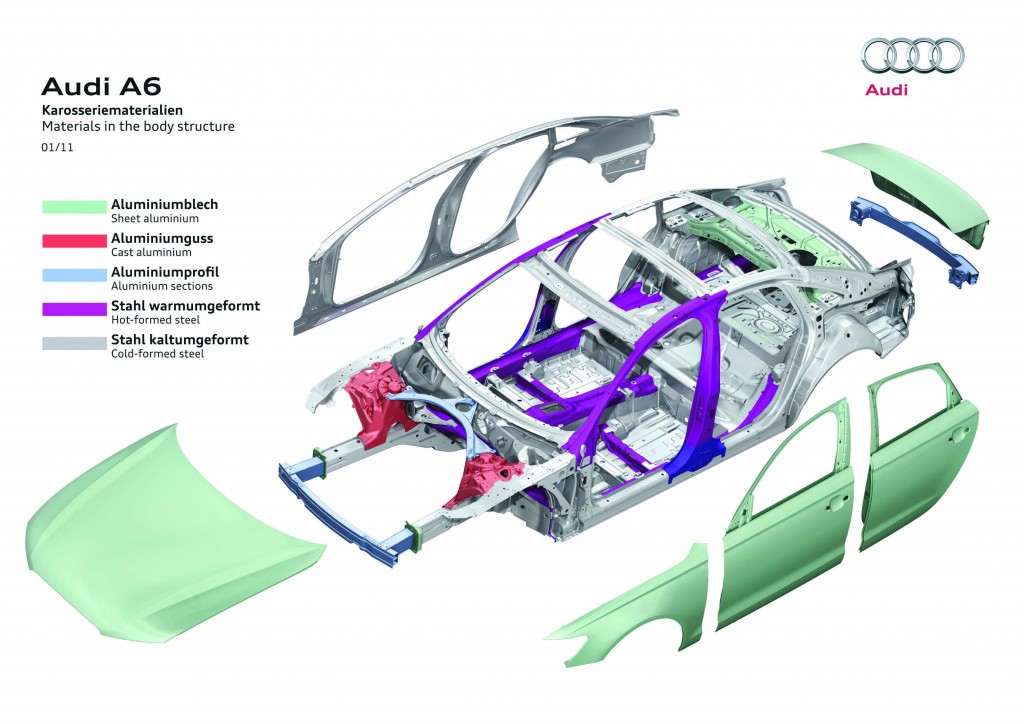 Audi A6
Karosseriematerialien
Materials in the body structure
01/11
Audi
Aluminiumblech
Sheet aluminium
Aluminiumguss
Cast aluminium
Aluminiumprofil
Aluminium sections
Stahl warmumgeformt
Hot-formed steel
Stahl kaltumgeformt
Cold-formed steel